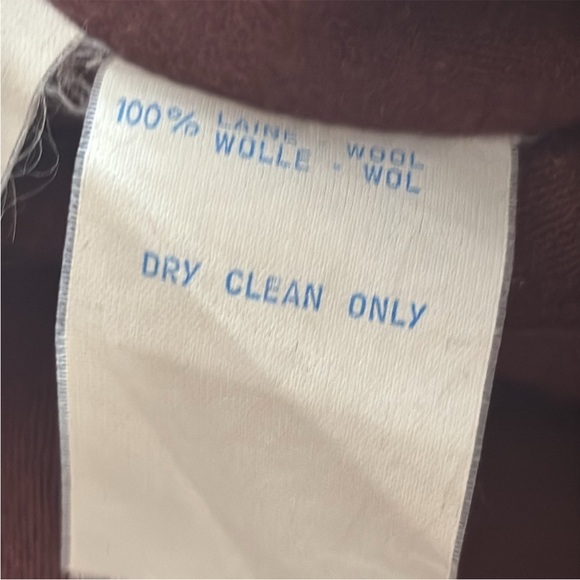 100% LAINE - WOOL
WOLLE - WOL
DRY CLEAN ONLY